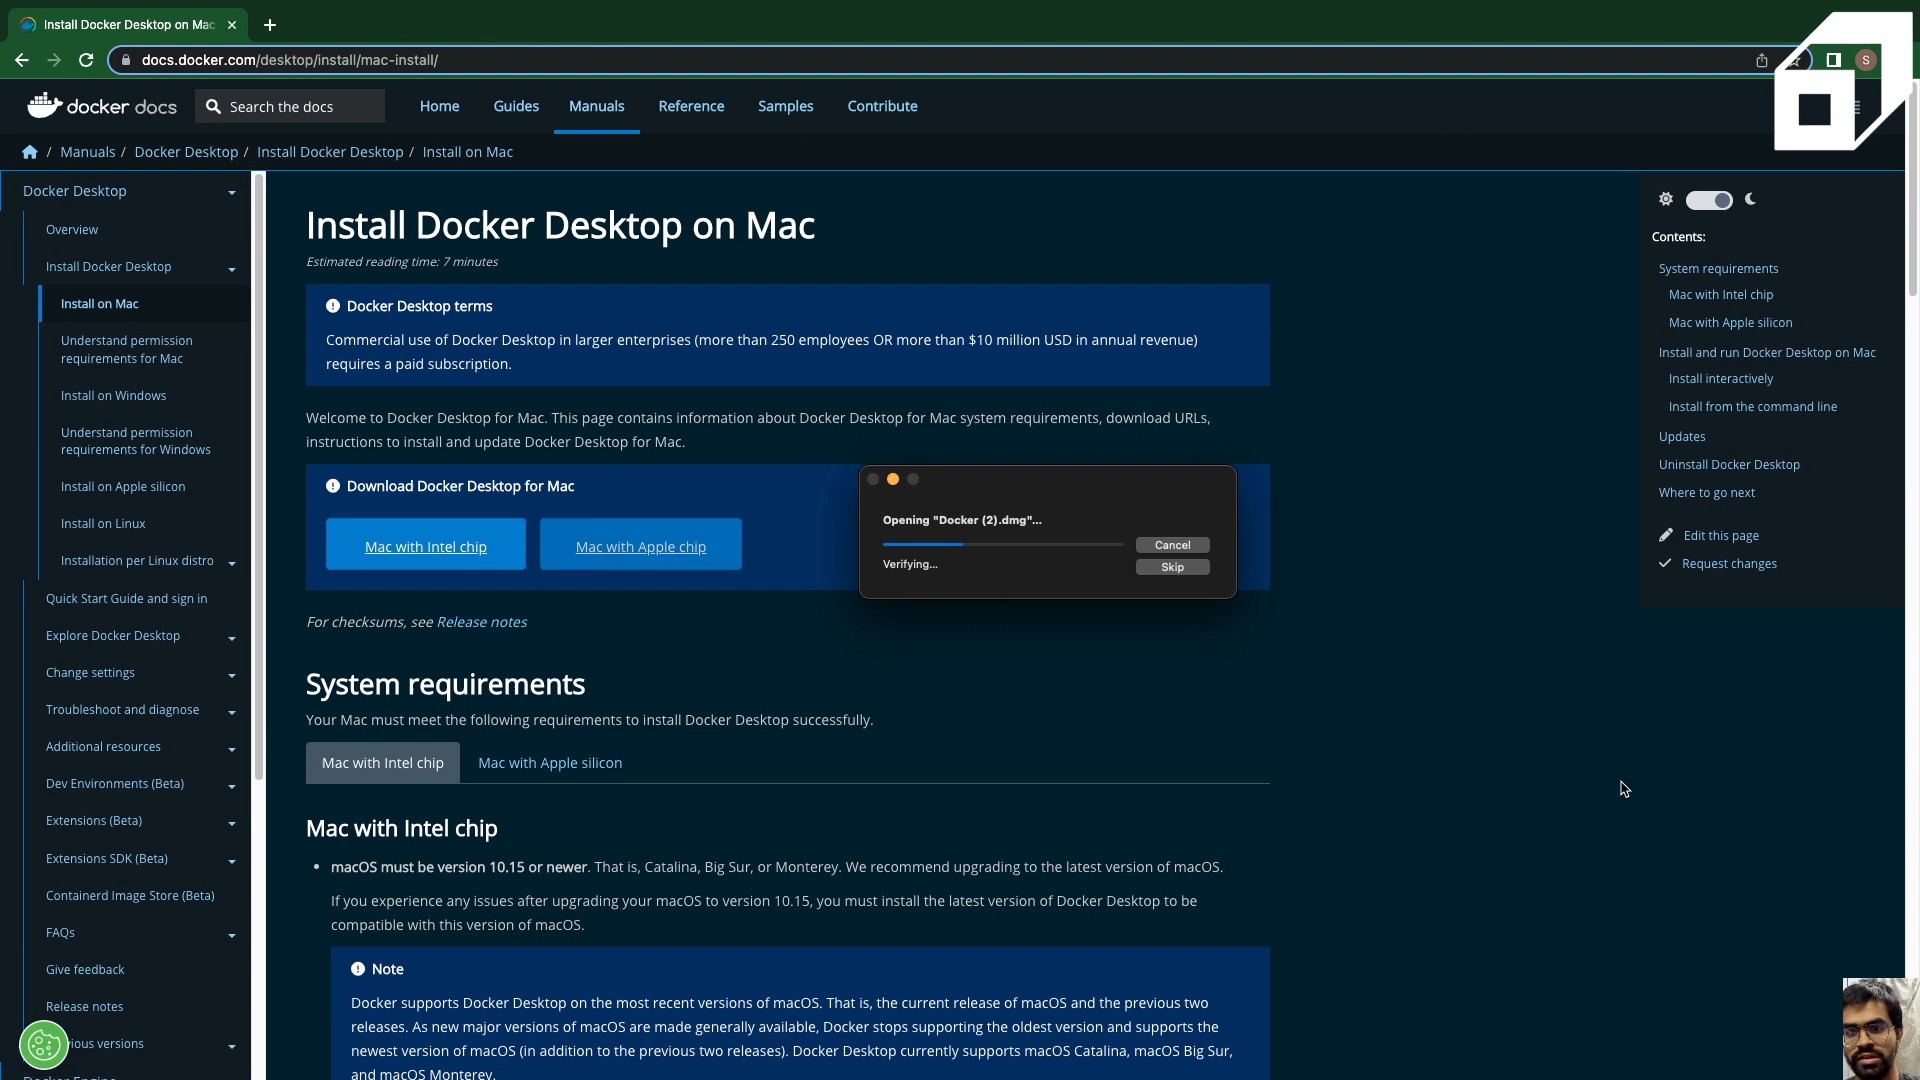 Install Docker Desktop on Mac
docs.docker.com/desktop/install/mac-install/
S
docker docs
Search the docs
Home
Guides
Manuals
Reference
Samples
Contribute
/ Manuals / Docker Desktop / Install Docker Desktop / Install on Mac
Docker Desktop
Overview
Install Docker Desktop
Install on Mac
Understand permission
requirements for Mac
Install on Windows
Understand permission
requirements for Windows
Install on Apple silicon
Install on Linux
Installation per Linux distro
Quick Start Guide and sign in
Explore Docker Desktop
Change settings
Troubleshoot and diagnose
Additional resources
Dev Environments (Beta)
Extensions (Beta)
Extensions SDK (Beta)
Containerd Image Store (Beta)
FAQs
Give feedback
Release notes
ious versions
Install Docker Desktop on Mac
Estimated reading time: 7 minutes
Docker Desktop terms
Commercial use of Docker Desktop in larger enterprises (more than 250 employees OR more than $10 million USD in annual revenue)
requires a paid subscription.
Welcome to Docker Desktop for Mac. This page contains information about Docker Desktop for Mac system requirements, download URLs,
instructions to install and update Docker Desktop for Mac.
Download Docker Desktop for Mac
Mac with Intel chip
Mac with Apple chip
Opening "Docker (2).dmg"...
Verifying...
Cancel
Skip
For checksums, see Release notes
System requirements
Your Mac must meet the following requirements to install Docker Desktop successfully.
Mac with Intel chip
Mac with Apple silicon
Mac with Intel chip
• macOS must be version 10.15 or newer. That is, Catalina, Big Sur, or Monterey. We recommend upgrading to the latest version of macOS.
If you experience any issues after upgrading your macOS to version 10.15, you must install the latest version of Docker Desktop to be
compatible with this version of macOS.
Note
Docker supports Docker Desktop on the most recent versions of macOS. That is, the current release of macOS and the previous two
releases. As new major versions of macOS are made generally available, Docker stops supporting the oldest version and supports the
newest version of macOS (in addition to the previous two releases). Docker Desktop currently supports macOS Catalina, macOS Big Sur,
and macOS Monterey.
Contents:
System requirements
Mac with Intel chip
Mac with Apple silicon
Install and run Docker Desktop on Mac
Install interactively
Install from the command line
Updates
Uninstall Docker Desktop
Where to go next
Edit this page
Request changes